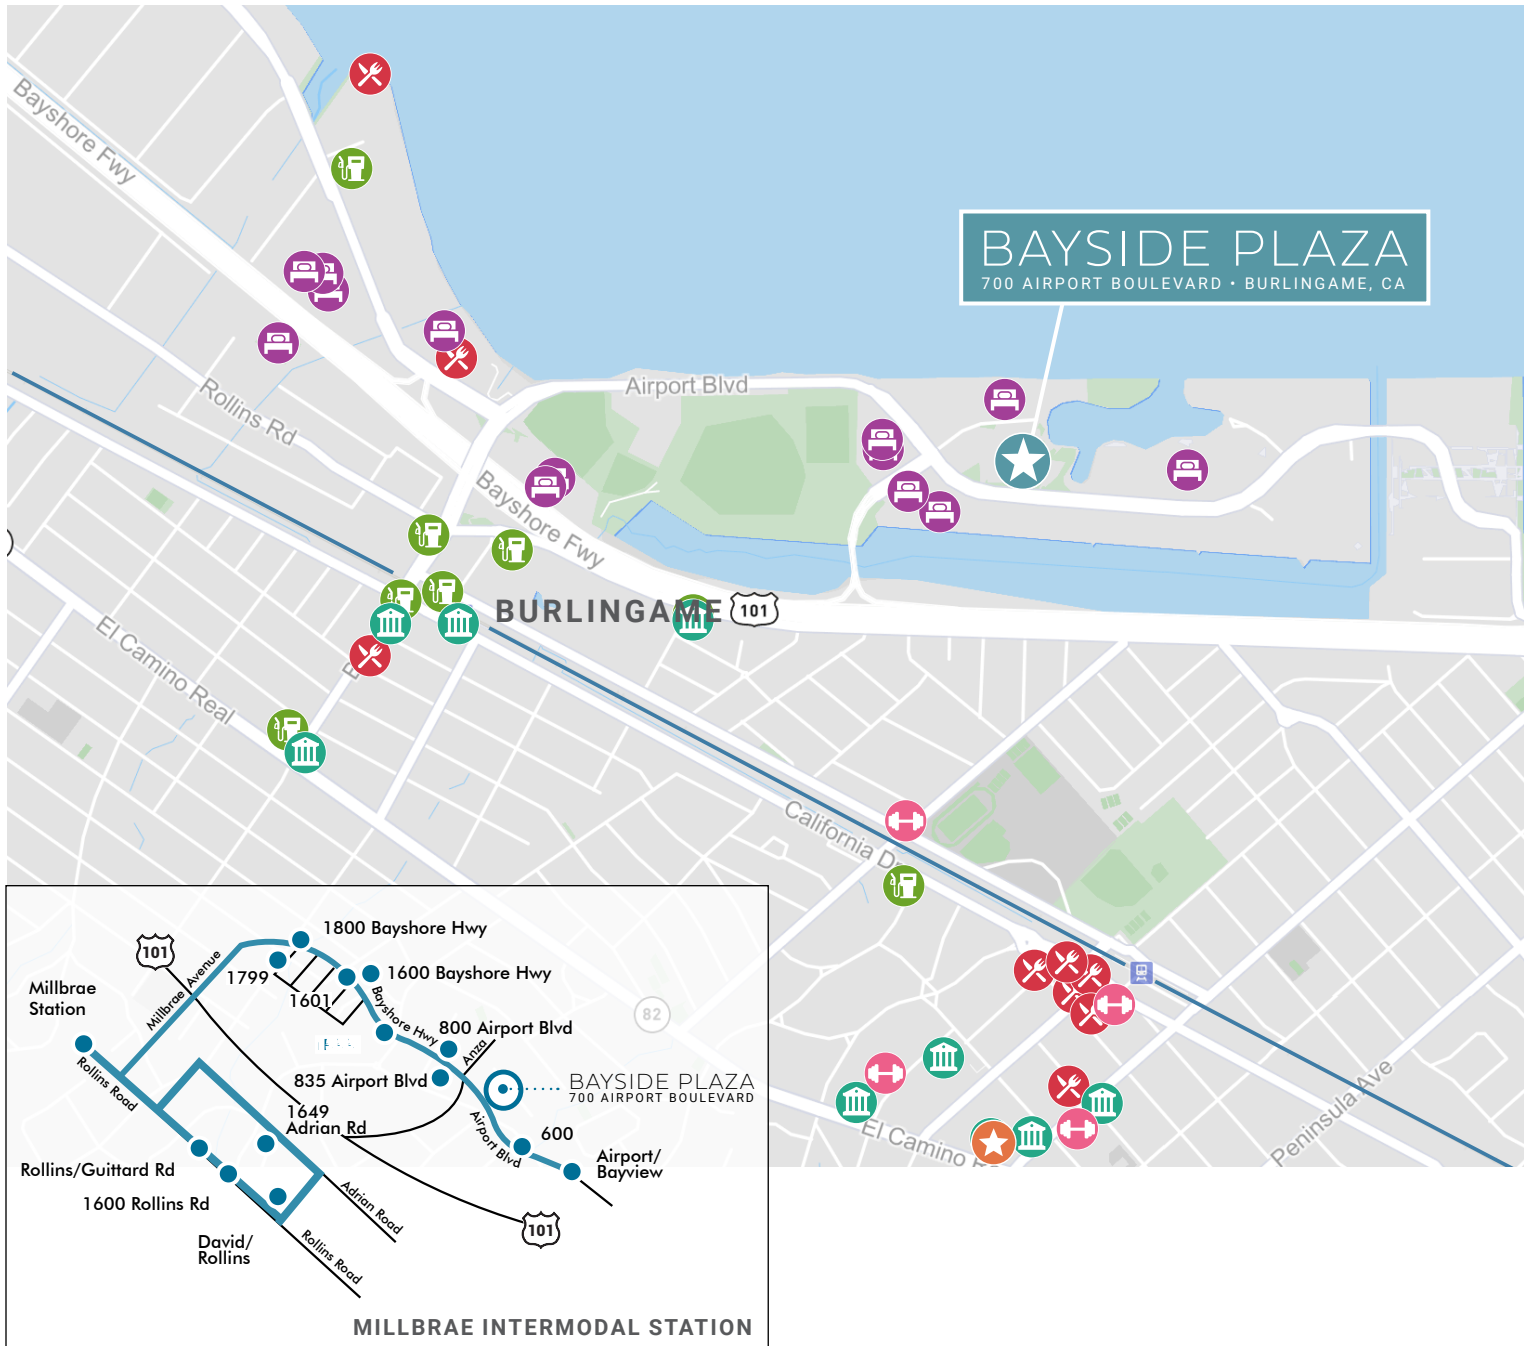 Bayshore Fwy
BAYSIDE PLAZA
700 AIRPORT BOULEVARD • BURLINGAME, CA
Airport Blvd
Rollins Rd
Bayshore Fwy
BURLINGAME
101
El Camino Real
California Dr
El Camino R
Peninsula Ave
82
101
1800 Bayshore Hwy
Millbrae Avenue
1799
1600 Bayshore Hwy
1601
Millbrae
Station
Bayshore Hwy
800 Airport Blvd
Anza
Rollins Road
835 Airport Blvd
BAYSIDE PLAZA
700 AIRPORT BOULEVARD
1649
Adrian Rd
Airport Blvd
600
Airport/
Bayview
Rollins/Guittard Rd
1600 Rollins Rd
Adrian Road
101
David/
Rollins
Rollins Road
MILLBRAE INTERMODAL STATION